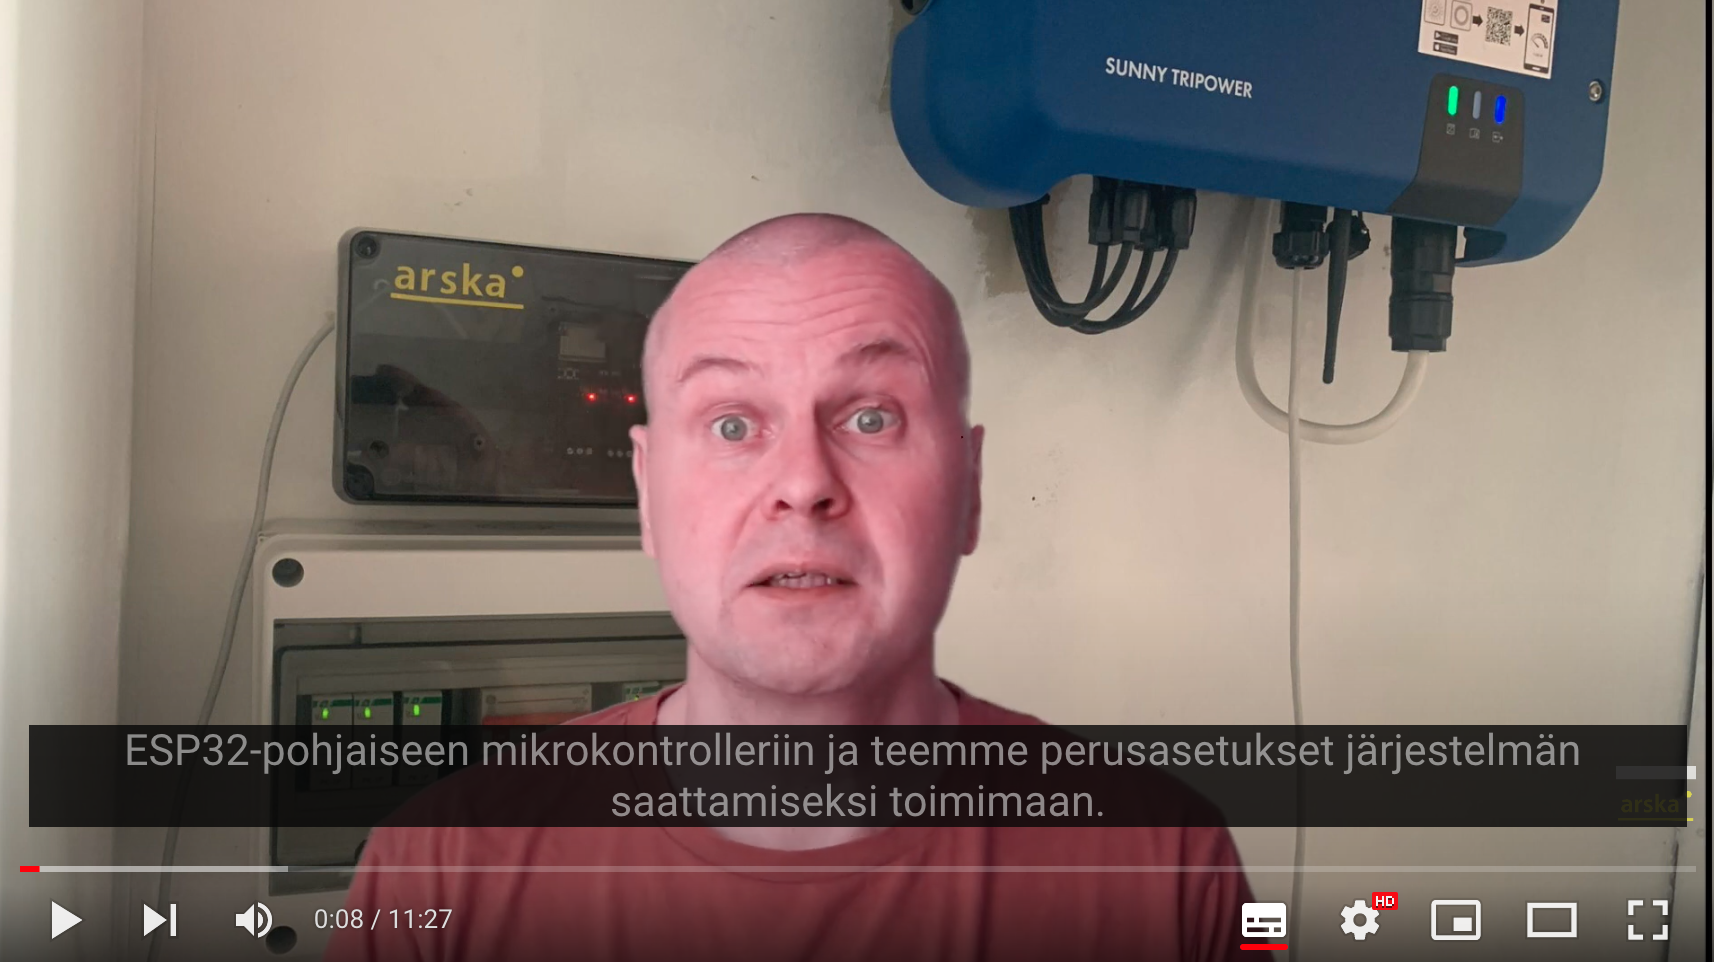 SUNNY TRIPOWER
arska
ESP32-pohjaiseen mikrokontrolleriin ja teemme perusasetukset järjestelmän
saattamiseksi toimimaan.
arska
0:08 / 11:27
HD